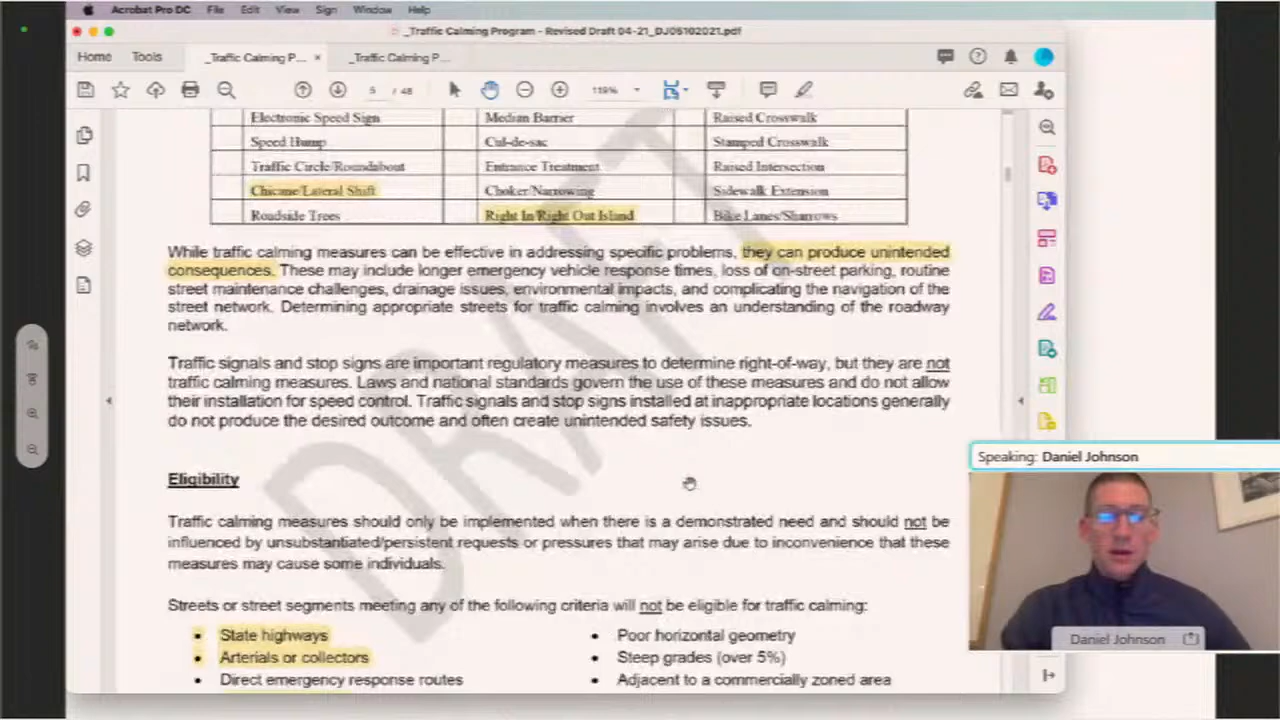 Acrobat Pro DC File Edit View Sign Window Help
_Traffic Calming Program - Revised Draft 04-21_DJ05102021.pdf
Home Tools _Traffic Calming P... × _Traffic Calming P...
5 / 48 119%
Electronic Speed Sign Median Barrier Raised Crosswalk
Speed Hump Cul-de-sac Stamped Crosswalk
Traffic Circle/Roundabout Entrance Treatment Raised Intersection
Chicane/Lateral Shift Choker/Narrowing Sidewalk Extension
Roadside Trees Right In/Right Out Island Bike Lanes/Sharrows
While traffic calming measures can be effective in addressing specific problems, they can produce unintended
consequences. These may include longer emergency vehicle response times, loss of on-street parking, routine
street maintenance challenges, drainage issues, environmental impacts, and complicating the navigation of the
street network. Determining appropriate streets for traffic calming involves an understanding of the roadway
network.
Traffic signals and stop signs are important regulatory measures to determine right-of-way, but they are not
traffic calming measures. Laws and national standards govern the use of these measures and do not allow
their installation for speed control. Traffic signals and stop signs installed at inappropriate locations generally
do not produce the desired outcome and often create unintended safety issues.
DRAFT
Eligibility
Traffic calming measures should only be implemented when there is a demonstrated need and should not be
influenced by unsubstantiated/persistent requests or pressures that may arise due to inconvenience that these
measures may cause some individuals.
Streets or street segments meeting any of the following criteria will not be eligible for traffic calming:
• State highways • Poor horizontal geometry
• Arterials or collectors • Steep grades (over 5%)
• Direct emergency response routes • Adjacent to a commercially zoned area
Speaking: Daniel Johnson
Daniel Johnson